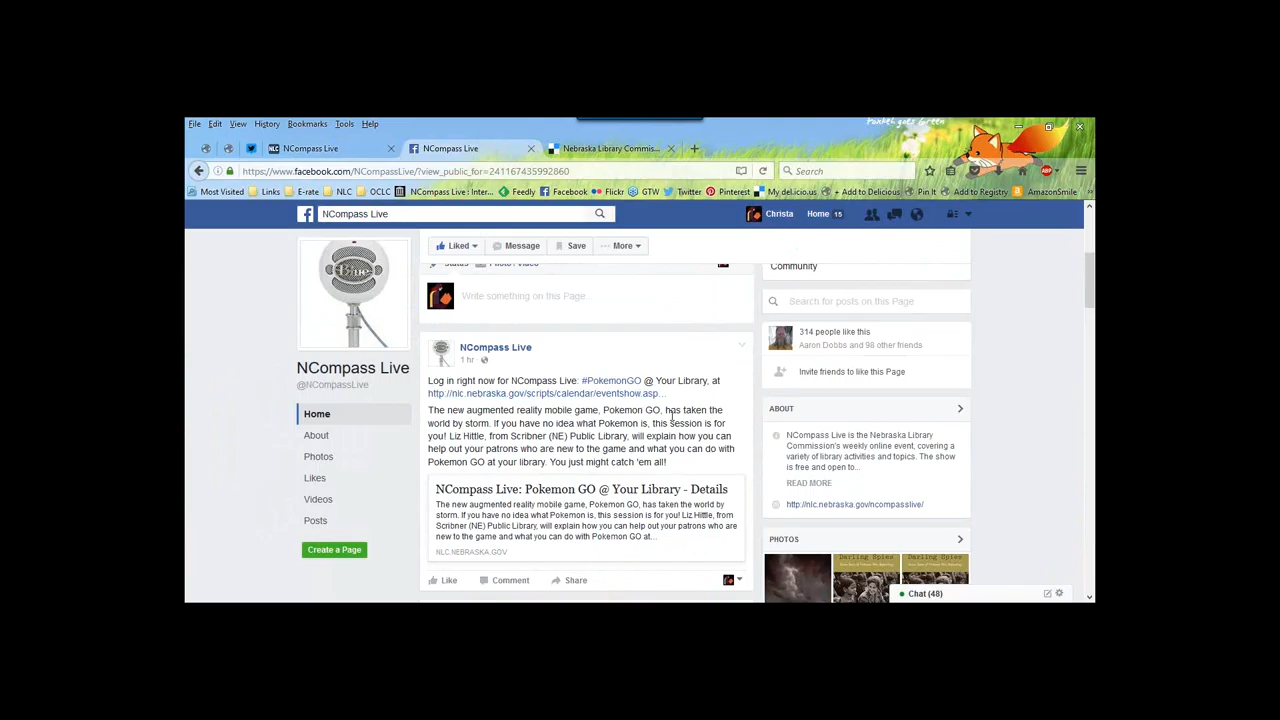 Fox(keh goes Green
File Edit View History Bookmarks Tools Help
NCompass Live
NCompass Live
Nebraska Library Commiss...
https://www.facebook.com/NCompassLive/?view_public_for=241167435992860
Search
Most Visited Links E-rate NLC OCLC NCompass Live : Inter... Feedly Facebook Flickr GTW Twitter Pinterest My del.icio.us + Add to Delicious Pin It Add to Registry AmazonSmile
NCompass Live
Christa Home 15
Liked Message Save More
Status Photo / Video
Write something on this Page...
NCompass Live
@NCompassLive
Home
About
Photos
Likes
Videos
Posts
Create a Page
NCompass Live
1 hr
Log in right now for NCompass Live: #PokemonGO @ Your Library, at
http://nlc.nebraska.gov/scripts/calendar/eventshow.asp...
The new augmented reality mobile game, Pokemon GO, has taken the
world by storm. If you have no idea what Pokemon is, this session is for
you! Liz Hittle, from Scribner (NE) Public Library, will explain how you can
help out your patrons who are new to the game and what you can do with
Pokemon GO at your library. You just might catch 'em all!
NCompass Live: Pokemon GO @ Your Library - Details
The new augmented reality mobile game, Pokemon GO, has taken the world by
storm. If you have no idea what Pokemon is, this session is for you! Liz Hittle, from
Scribner (NE) Public Library, will explain how you can help out your patrons who are
new to the game and what you can do with Pokemon GO at...
NLC.NEBRASKA.GOV
Like Comment Share
Community
Search for posts on this Page
314 people like this
Aaron Dobbs and 98 other friends
Invite friends to like this Page
ABOUT
NCompass Live is the Nebraska Library
Commission's weekly online event, covering a
variety of library activities and topics. The show
is free and open to...
READ MORE
http://nlc.nebraska.gov/ncompasslive/
PHOTOS
Darling Spies
Darling Spies
Chat (48)